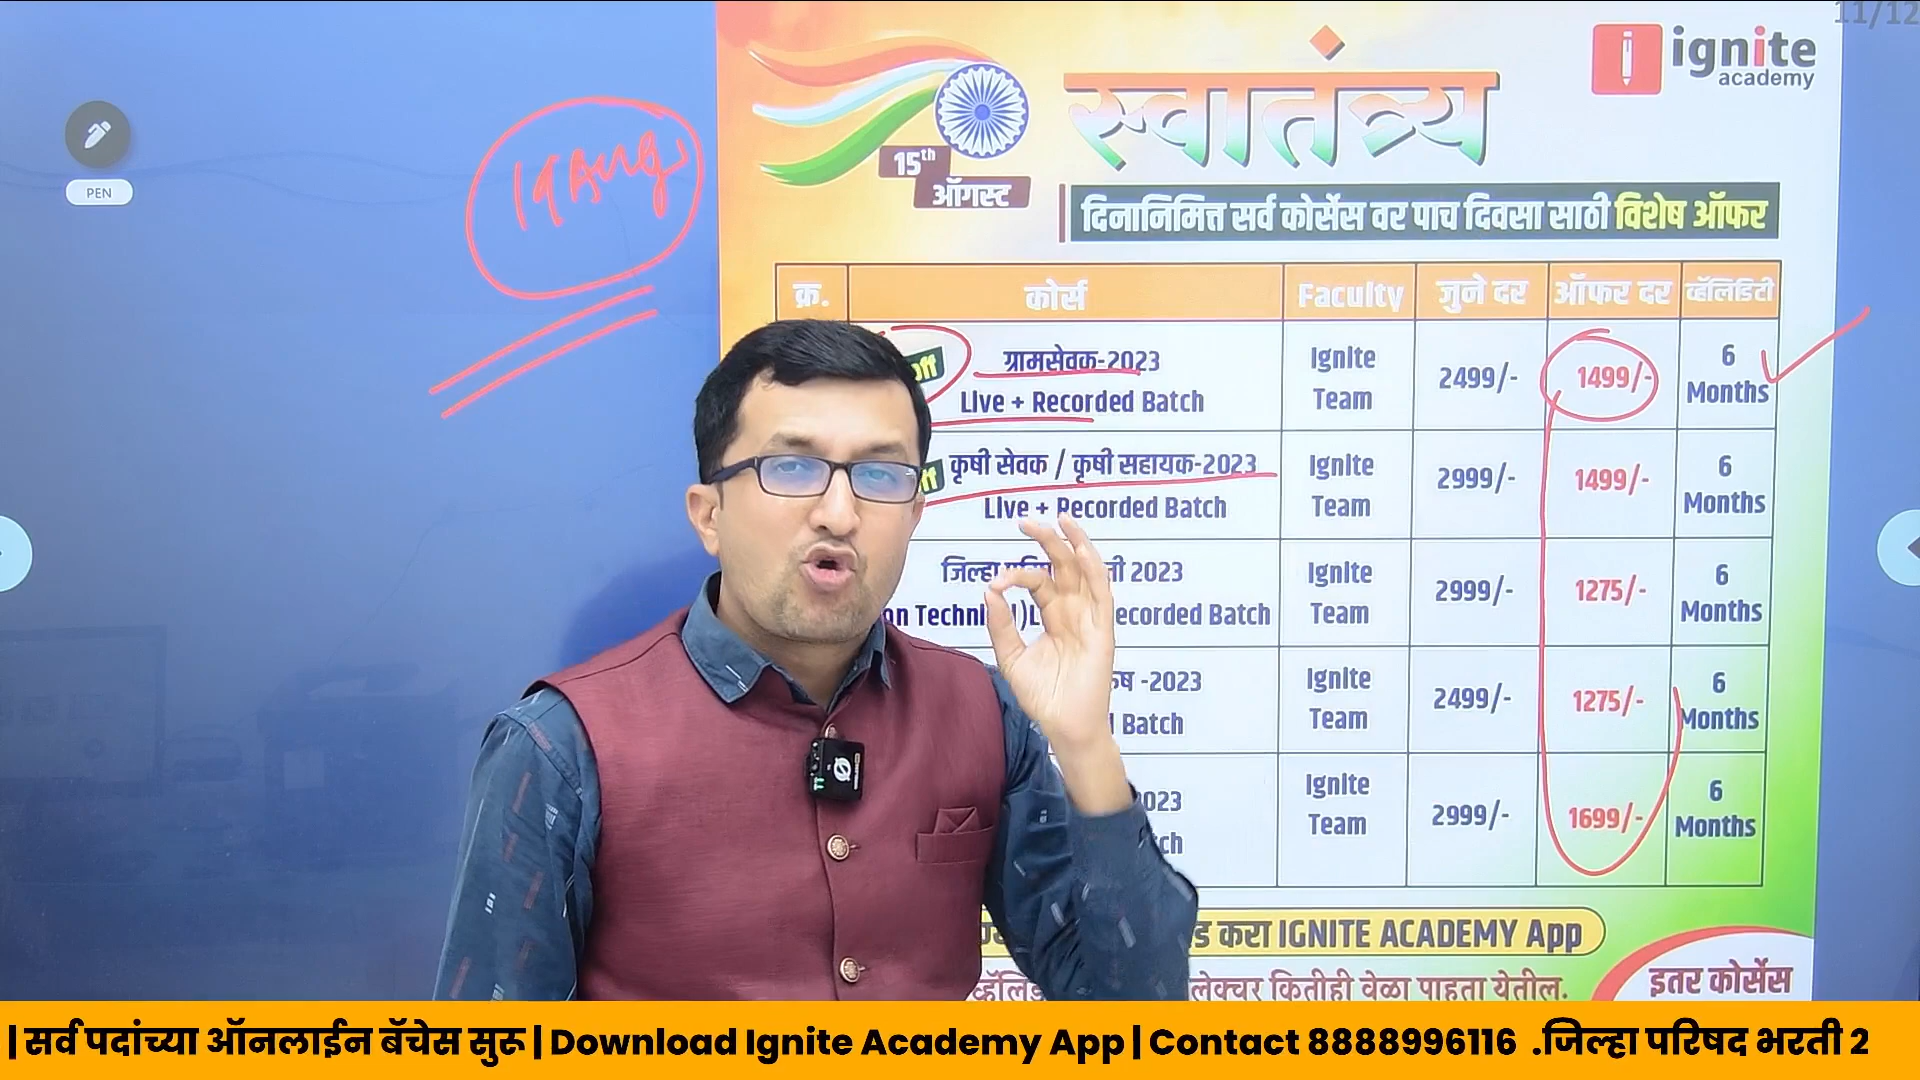 11/12
ignite
academy
PEN
19 Aug
स्वातंत्र्य
15th
ऑगस्ट
दिनानिमित्त सर्व कोर्सेस वर पाच दिवसा साठी विशेष ऑफर
क्र. कोर्स Faculty जुने दर ऑफर दर व्हॅलिडिटी
off ग्रामसेवक-2023 Ignite Team 2499/- 1499/- 6 Months
Live + Recorded Batch
कृषी सेवक / कृषी सहायक-2023 Ignite Team 2999/- 1499/- 6 Months
Live + Recorded Batch
जिल्हा 2023 Ignite Team 2999/- 1275/- 6 Months
Recorded Batch
-2023 Ignite Team 2499/- 1275/- 6 Months
Batch
Ignite Team 2999/- 1699/- 6 Months
करा IGNITE ACADEMY App
लेक्चर कितीही वेळा पाहता येतील.
इतर कोर्सेस
| सर्व पदांच्या ऑनलाईन बॅचेस सुरू | Download Ignite Academy App | Contact 8888996116 .जिल्हा परिषद भरती 2